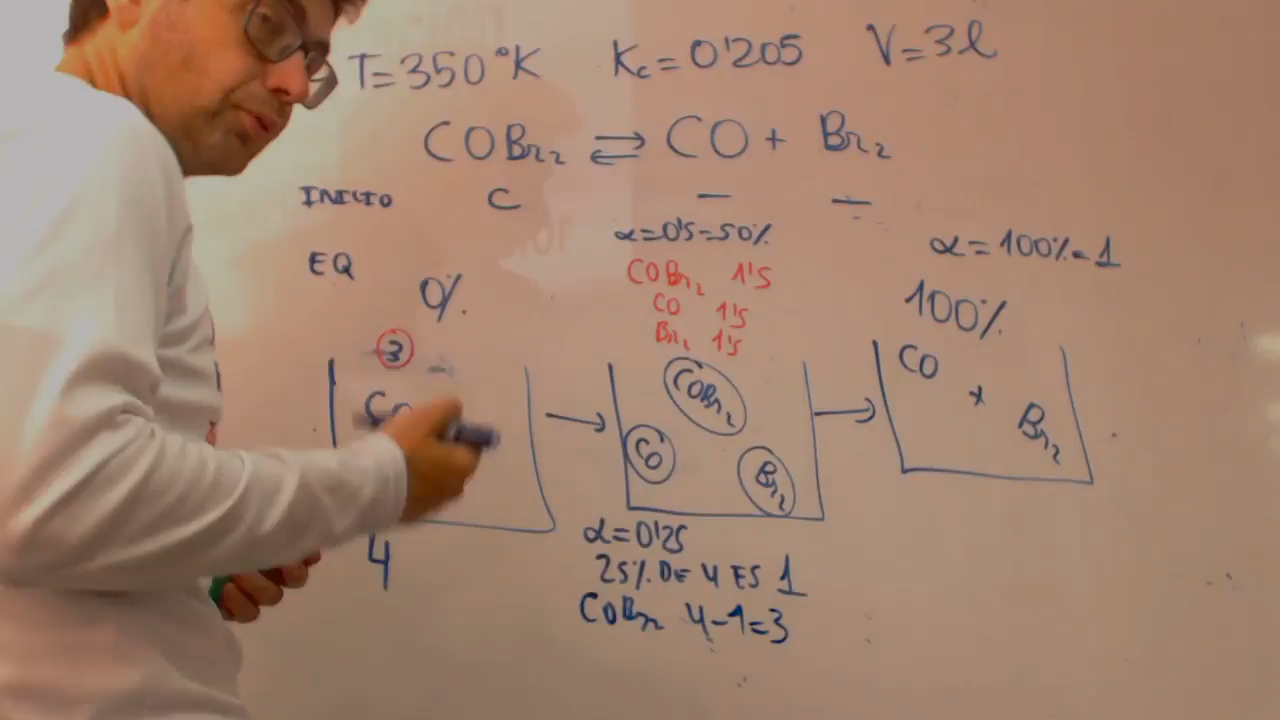 T=350°K Kc=0'205 V=3l
COBr₂ ⇌ CO + Br₂
INICIO C — —
EQ
0%
α=0'5=50%
COBr₂ 1'5
CO 1'5
Br₂ 1'5
α=100%=1
100%
3
Co
COBr₂
CO
Br₂
CO + Br₂
4
α=0'25
25% DE 4 ES 1
COBr₂ 4-1=3